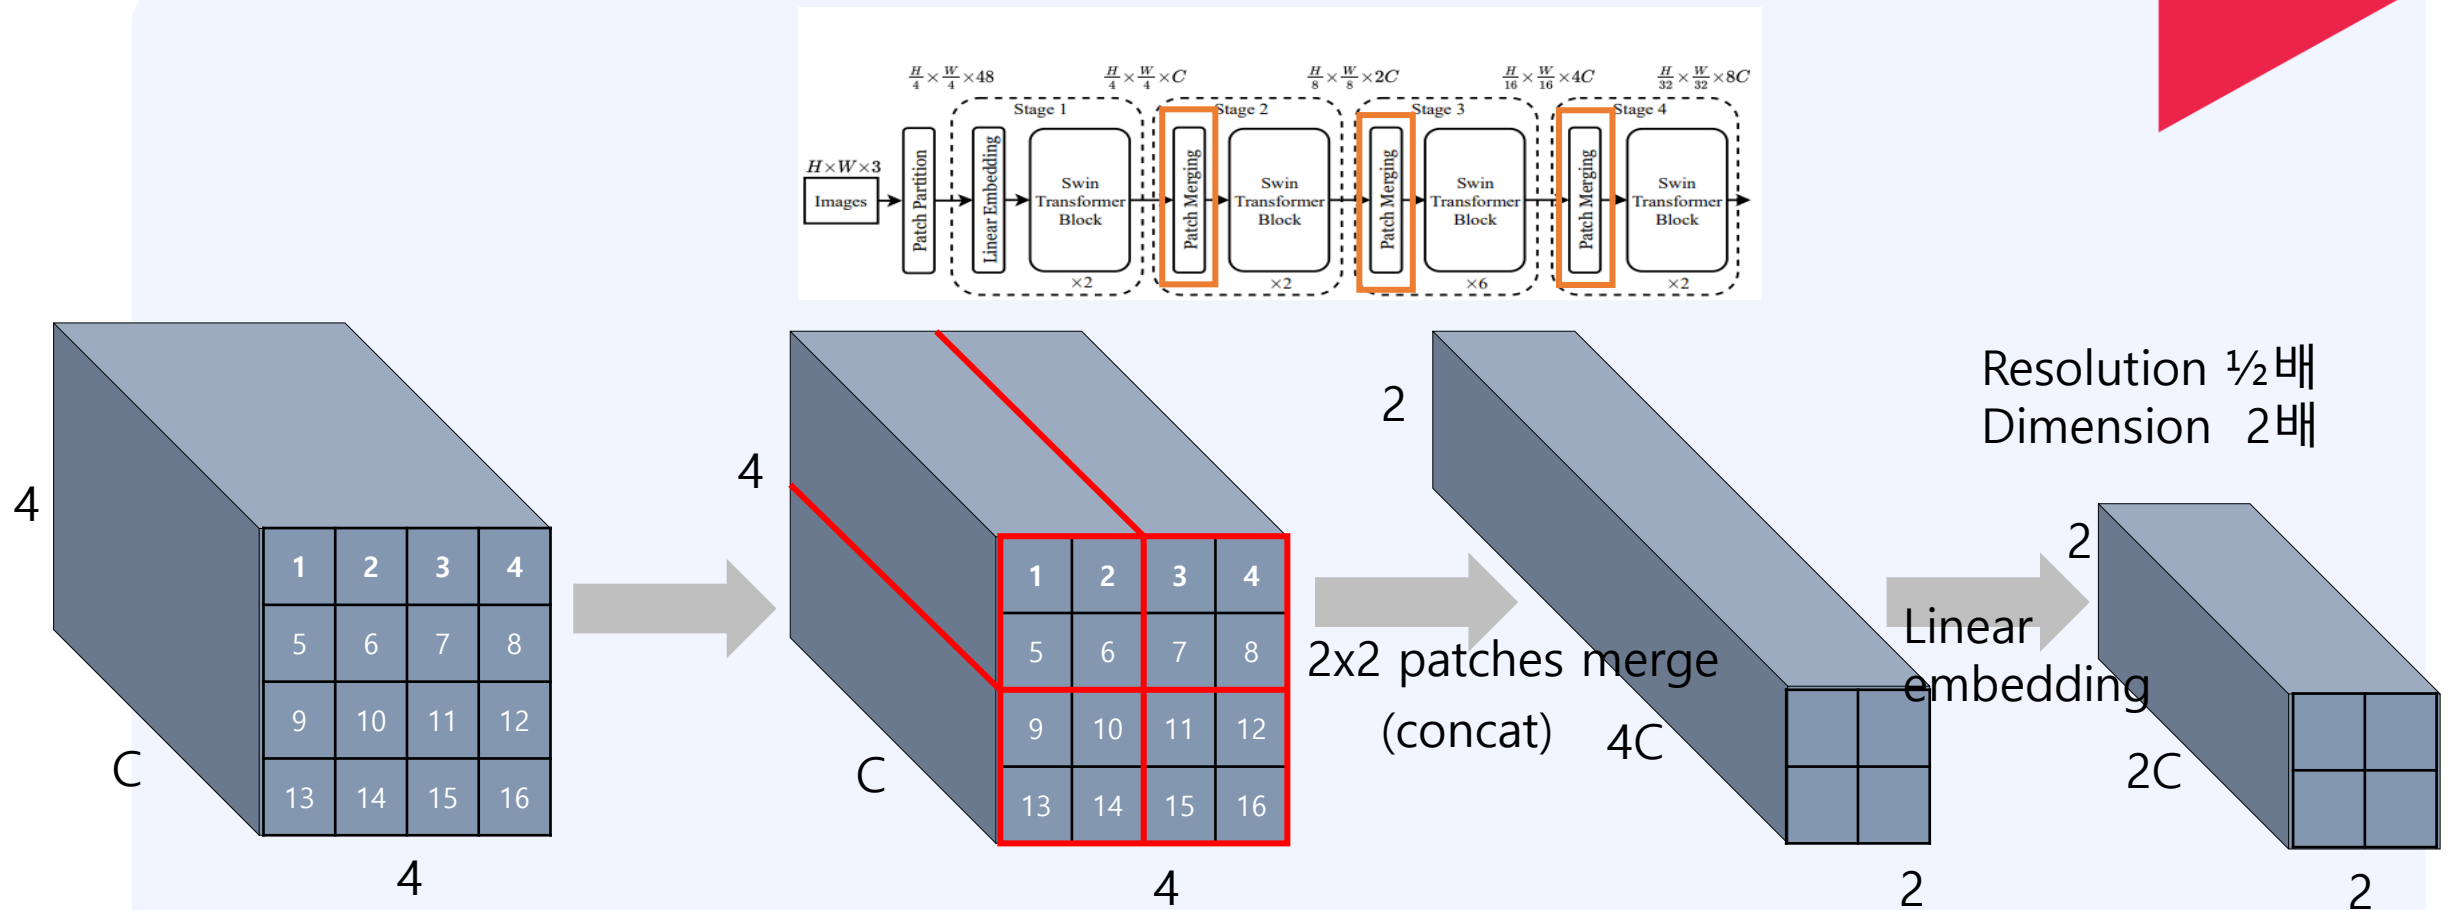 H/4 × W/4 × 48
H/4 × W/4 × C
H/8 × W/8 × 2C
H/16 × W/16 × 4C
H/32 × W/32 × 8C
Stage 1
Stage 2
Stage 3
Stage 4
H×W×3
Images
Patch Partition
Linear Embedding
Swin
Transformer
Block
×2
Patch Merging
Swin
Transformer
Block
×2
Patch Merging
Swin
Transformer
Block
×6
Patch Merging
Swin
Transformer
Block
×2
4
1 2 3 4
5 6 7 8
9 10 11 12
13 14 15 16
C
4
4
1 2 3 4
5 6 7 8
9 10 11 12
13 14 15 16
C
4
2x2 patches merge
(concat)
2
4C
2
Linear
embedding
Resolution ½배
Dimension 2배
2
2C
2